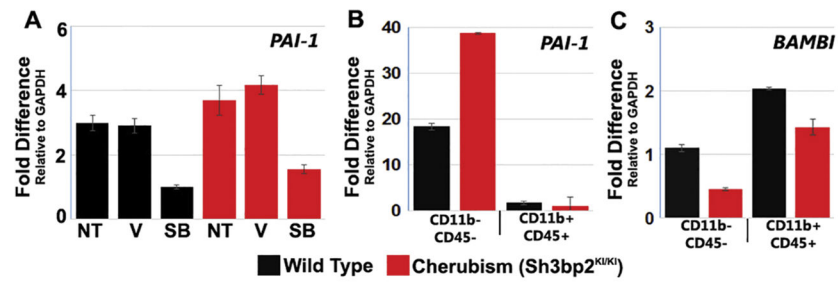 A
PAI-1
Fold Difference
Relative to GAPDH
6
4
2
0
NT V SB NT V SB
B
PAI-1
Fold Difference
Relative to GAPDH
40
30
20
10
0
CD11b- CD11b+
CD45- CD45+
C
BAMBI
Fold Difference
Relative to GAPDH
3
2
1
0
CD11b- CD11b+
CD45- CD45+
Wild Type Cherubism (Sh3bp2KI/KI)